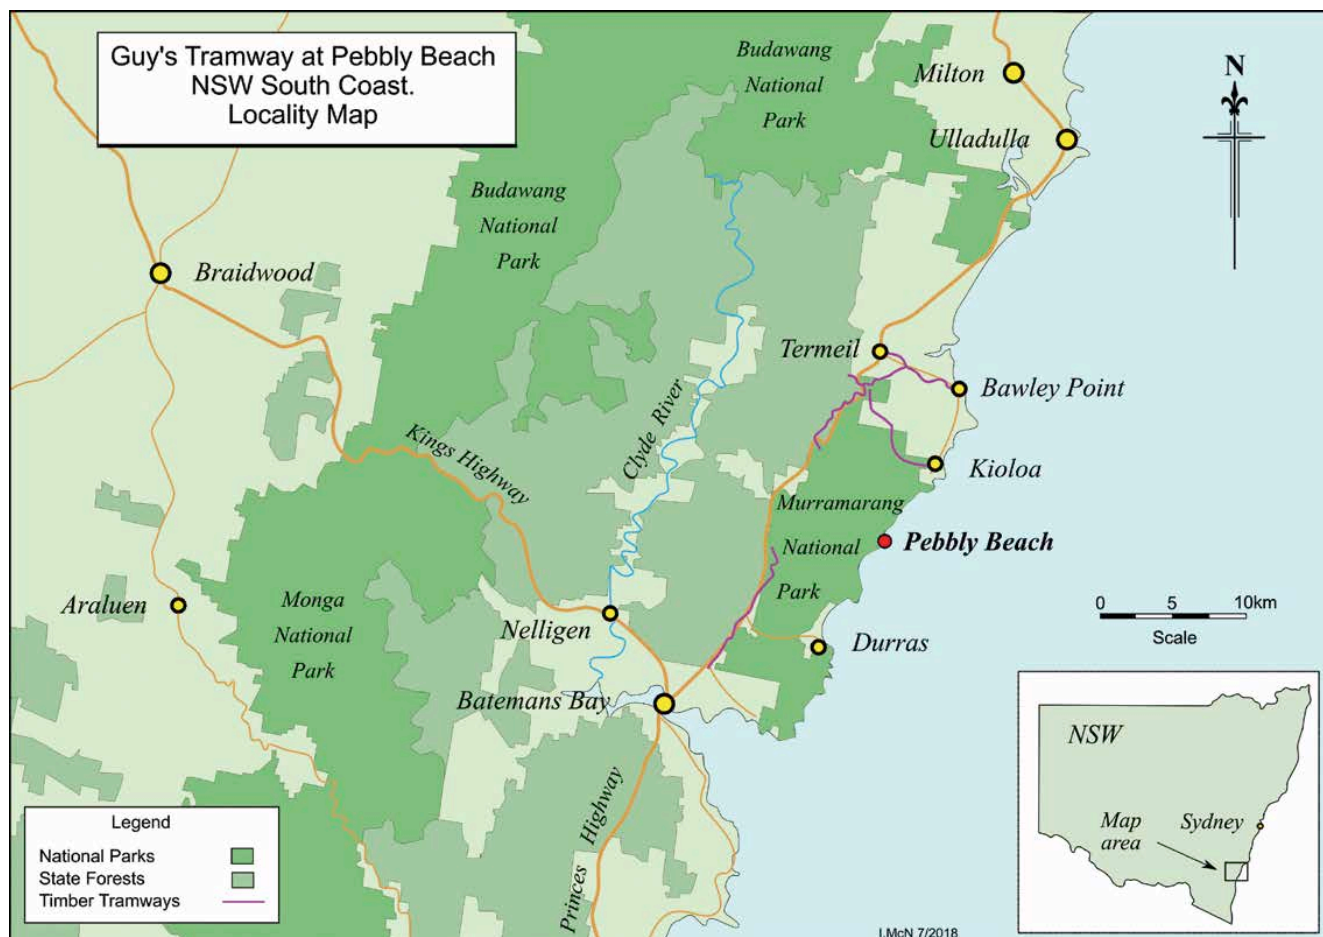 Guy's Tramway at Pebbly Beach
NSW South Coast.
Locality Map
Budawang
National
Park
Milton
Ulladulla
N
Budawang
National
Park
Braidwood
Termeil
Bawley Point
Clyde River
Kings Highway
Kioloa
Murramarang
National
Park
Pebbly Beach
Araluen
Monga
National
Park
Nelligen
Durras
0 5 10km
Scale
Batemans Bay
Princes Highway
NSW
Map
area
Sydney
Legend
National Parks
State Forests
Timber Tramways
I.McN 7/2018